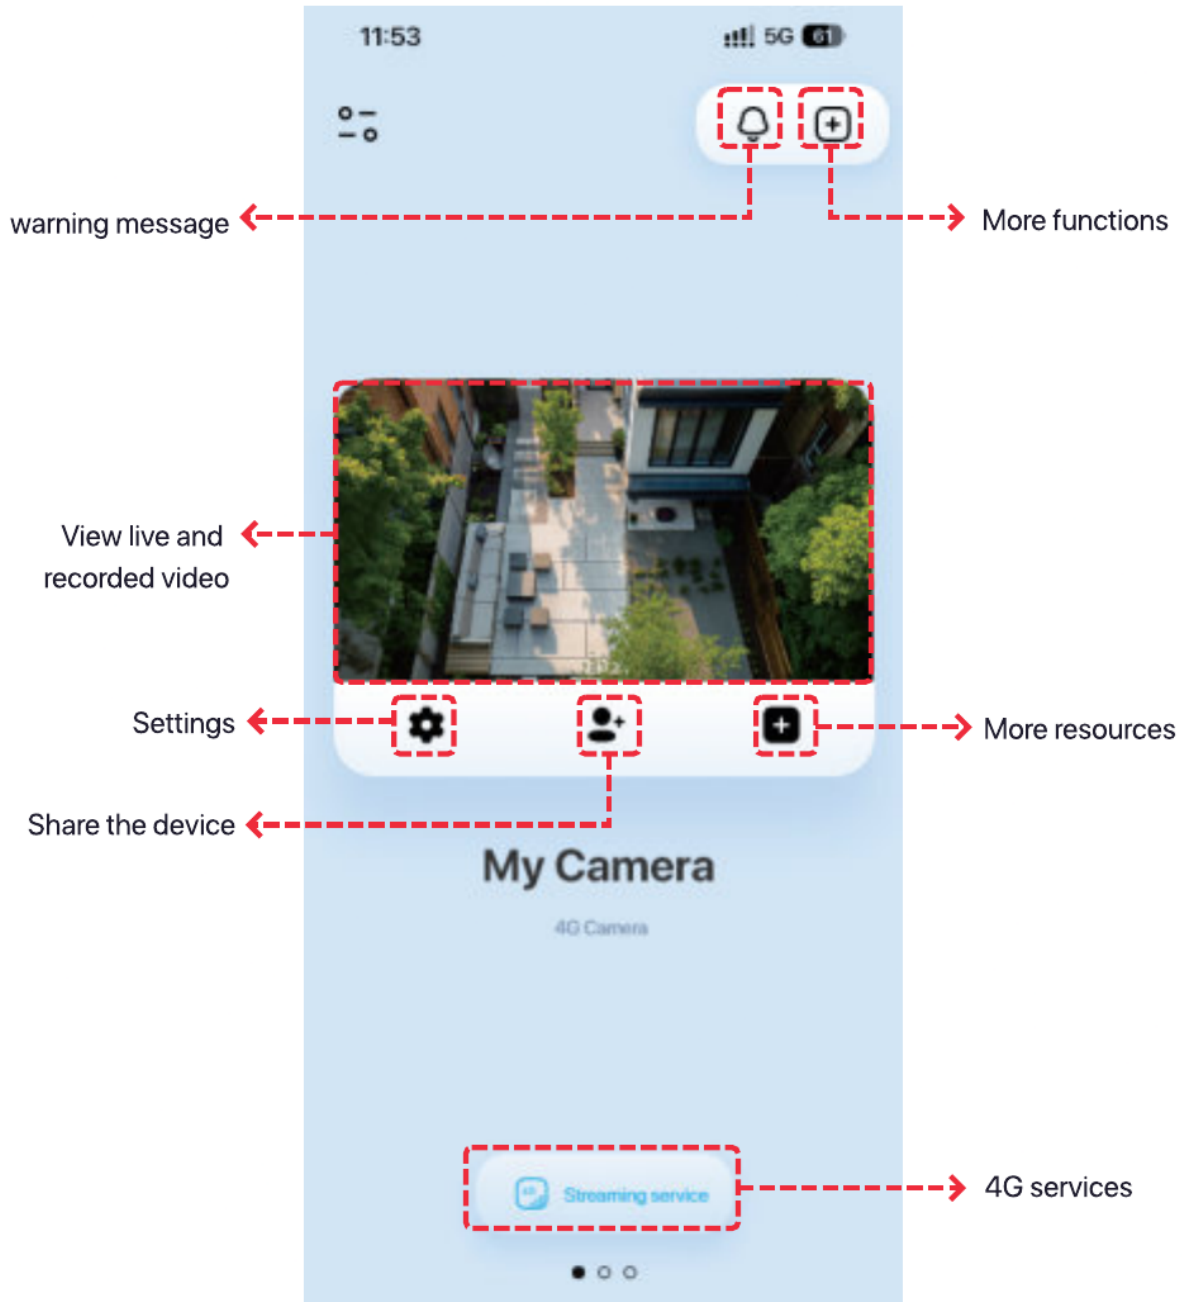 11:53
5G 61
warning message
More functions
View live and
recorded video
Settings
More resources
Share the device
My Camera
4G Camera
4G Streaming service
4G services